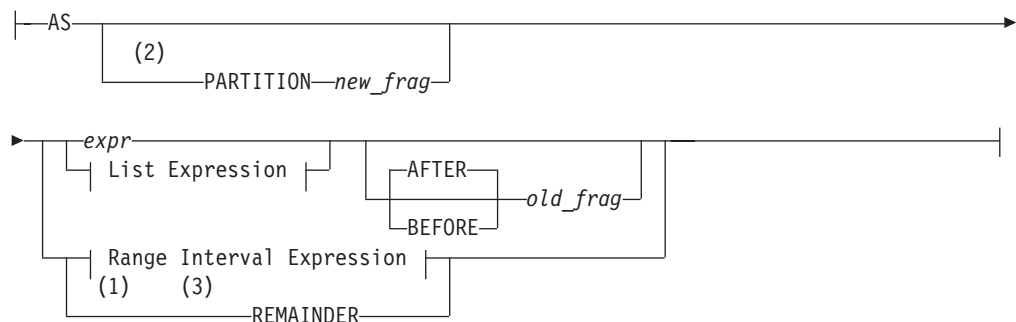 AS
(2)
PARTITION new_frag
expr
List Expression
AFTER
old_frag
BEFORE
Range Interval Expression
(1) (3)
REMAINDER